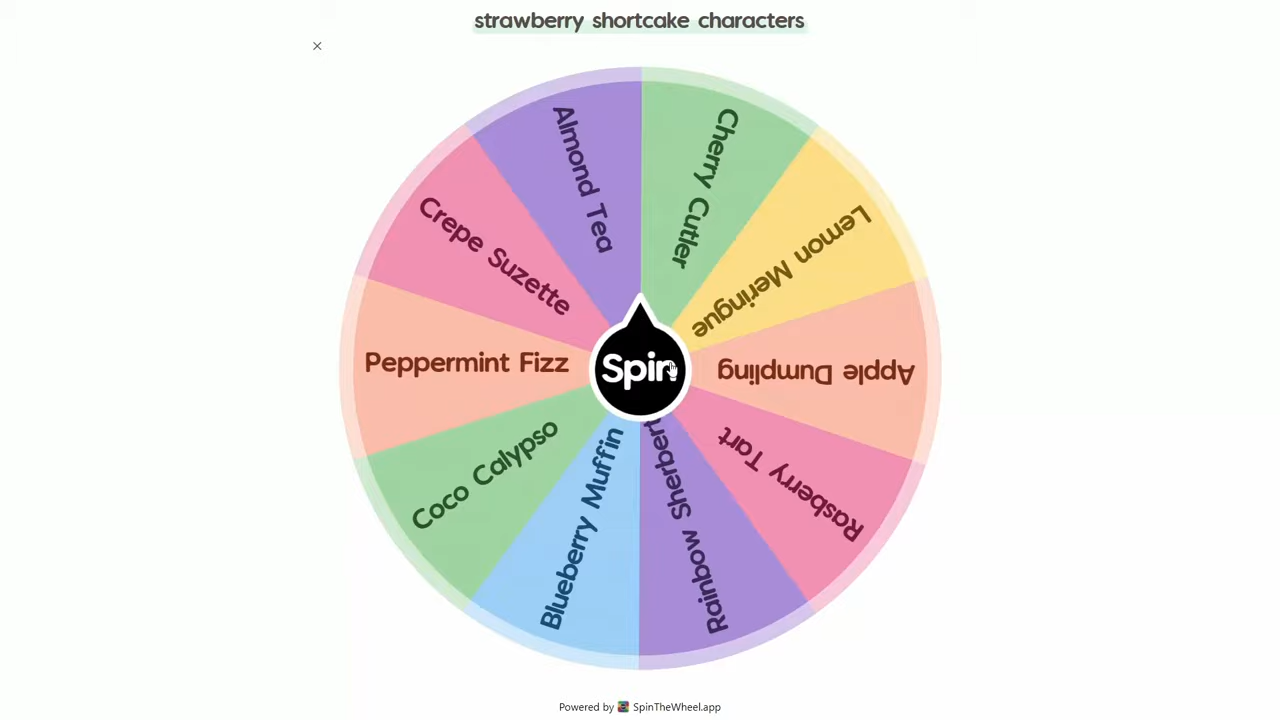 strawberry shortcake characters
×
Cherry Cutler
Lemon Meringue
Apple Dumpling
Rasberry Tart
Rainbow Sherbert
Blueberry Muffin
Coco Calypso
Peppermint Fizz
Crepe Suzette
Almond Tea
Spin
Powered by SpinTheWheel.app